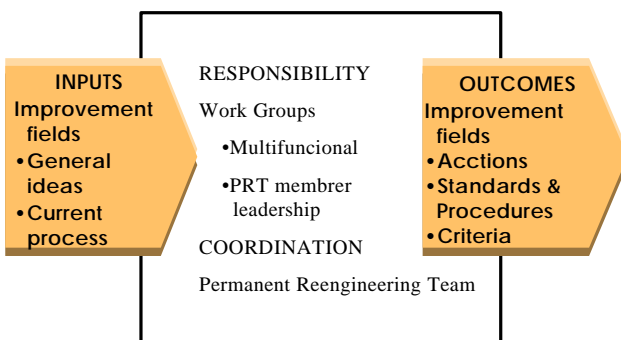 INPUTS
Improvement
fields
•General
ideas
•Current
process
RESPONSIBILITY
Work Groups
•Multifuncional
•PRT membrer
leadership
COORDINATION
Permanent Reengineering Team
OUTCOMES
Improvement
fields
•Acctions
•Standards &
Procedures
•Criteria